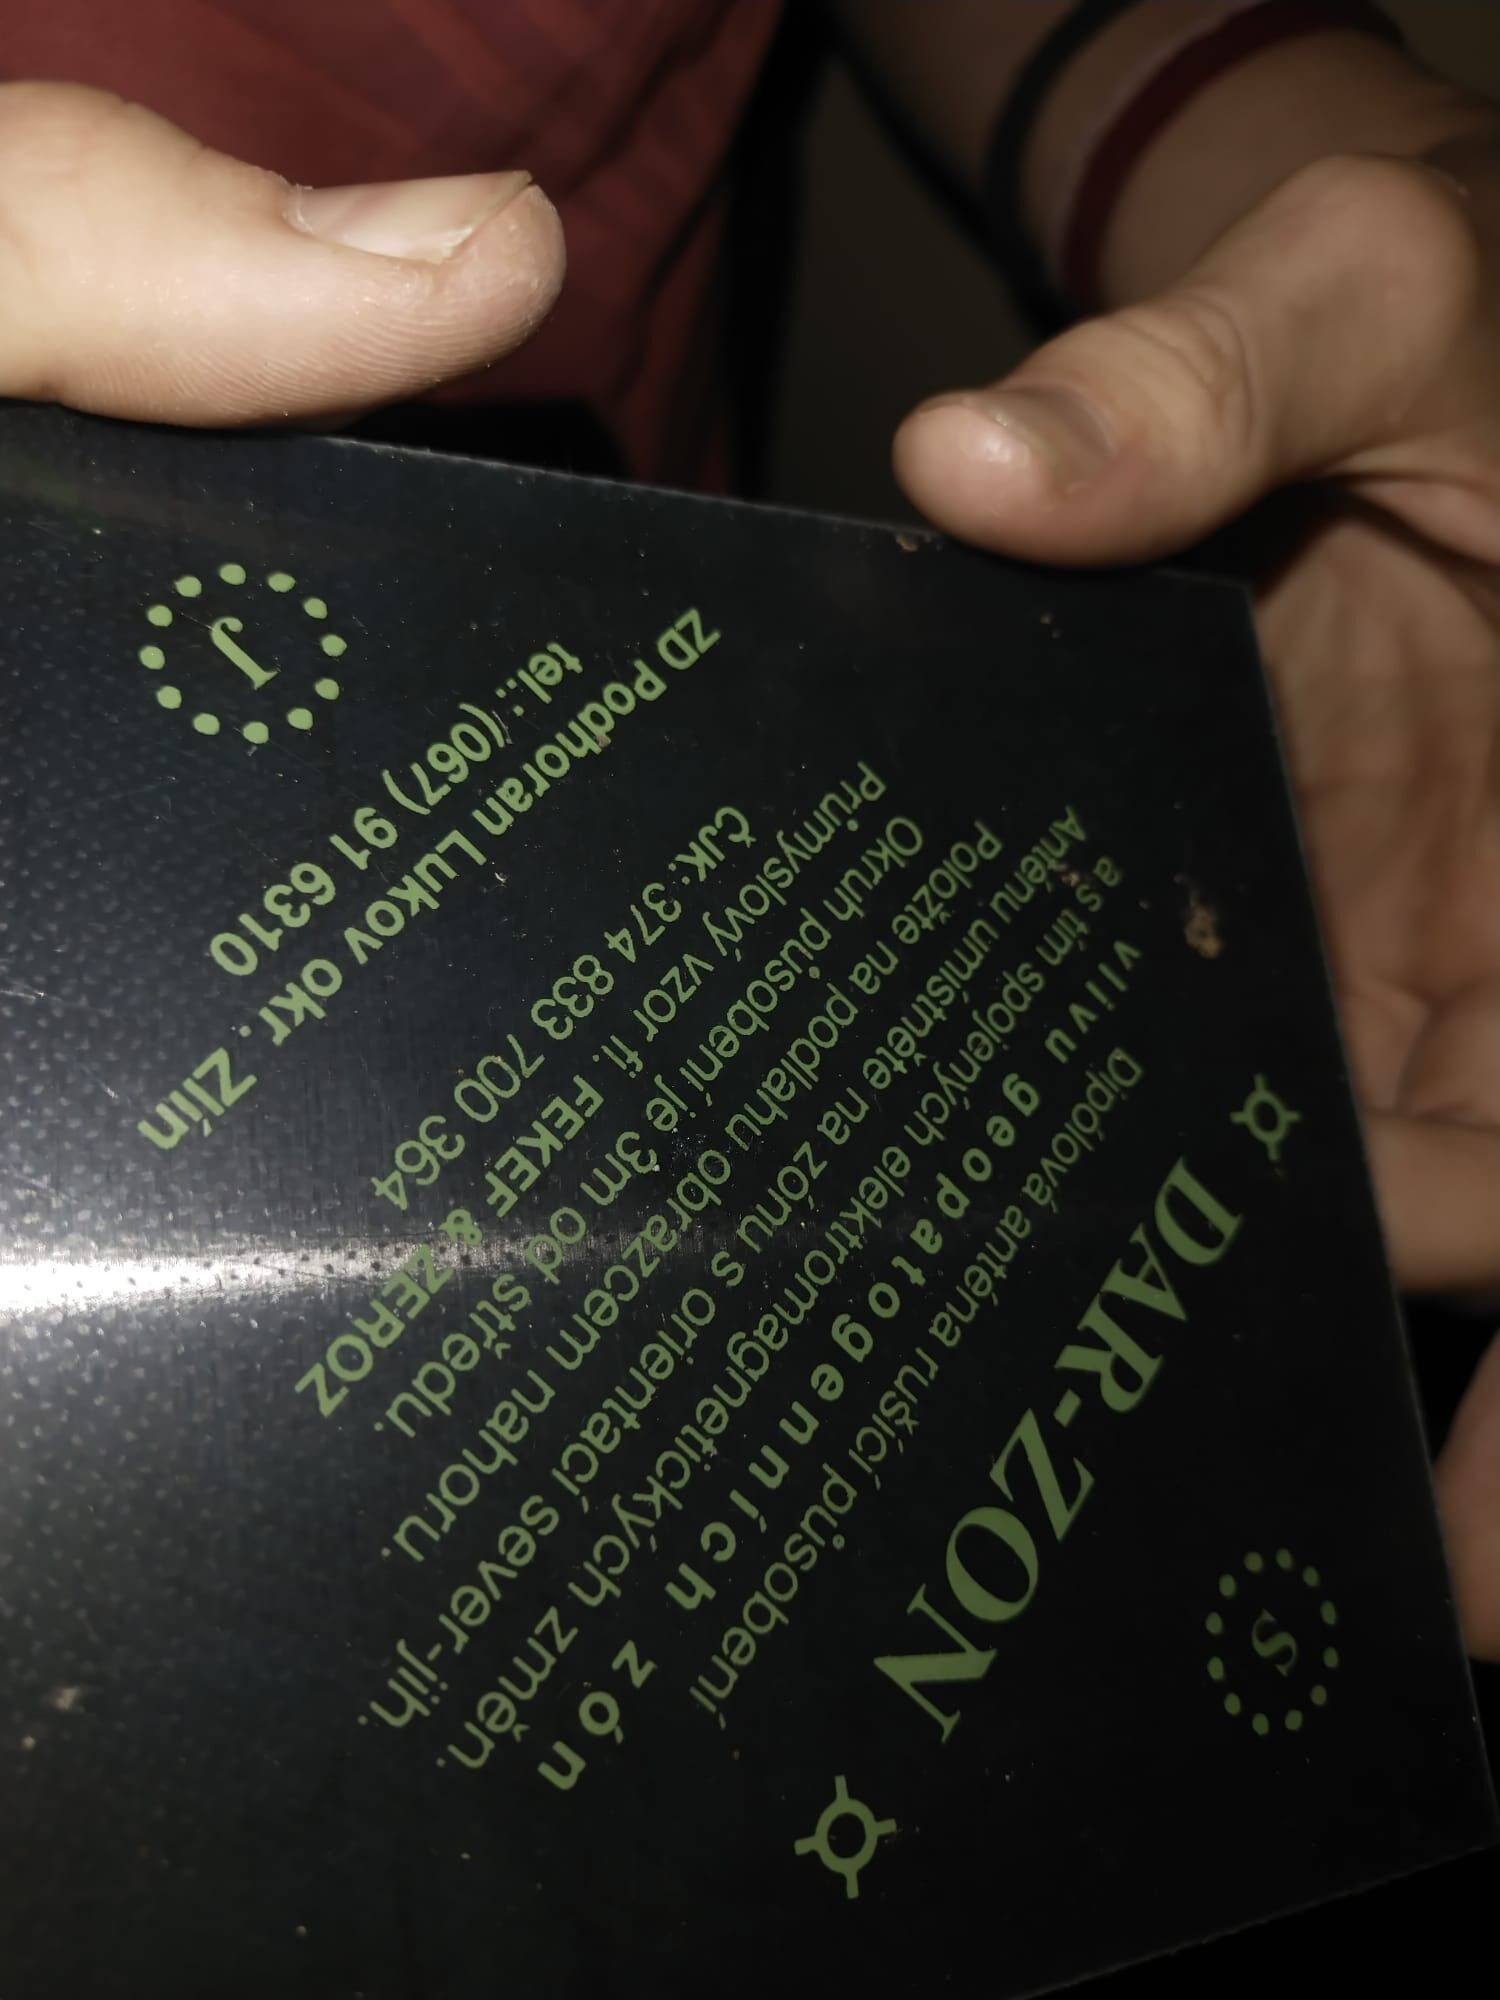 S
¤ DAR-ZON ¤
Dipólová anténa rušící působení
vlivu geopatogenních zón
a s tím spojených elektromagnetických změn.
Anténu umístněte na zónu s orientací sever-jih.
Položte na podlahu obrazcem nahoru.
Okruh působení je 3m od středu.
Průmyslový vzor fi. FEKEF & ZEROZ
ČJK: 374 833 700 364
ZD Podhoran Lukov okr. Zlín
tel.: (067) 91 6310
J